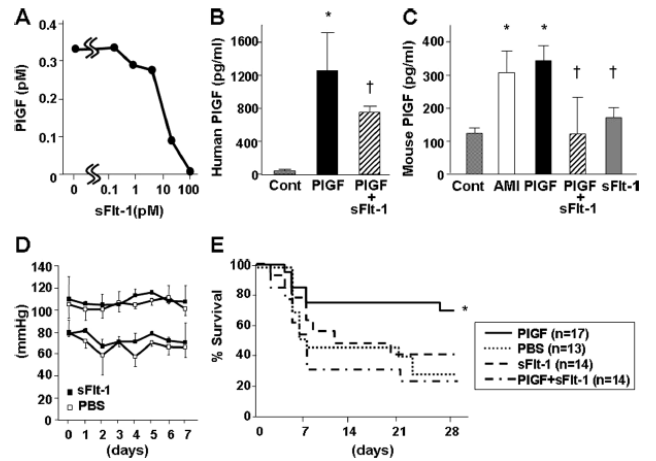 A
PlGF (pM)
0.4
0.3
0.2
0.1
0
0 0.1 1 10 100
sFlt-1(pM)
B
Human PlGF (pg/ml)
1600
1200
800
400
0
*
†
Cont PlGF PlGF
+
sFlt-1
C
Mouse PlGF (pg/ml)
400
300
200
100
0
* * † †
Cont AMI PlGF PlGF sFlt-1
+
sFlt-1
D
(mmHg)
140
120
100
80
60
40
20
0
sFlt-1
PBS
0 1 2 3 4 5 6 7
(days)
E
% Survival
100
80
60
40
20
0
*
0 7 14 21 28
(days)
PlGF (n=17)
PBS (n=13)
sFlt-1 (n=14)
PlGF+sFlt-1 (n=14)